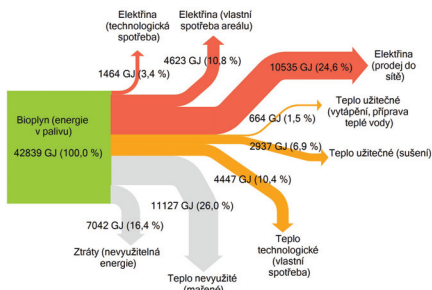 Elektřina
(technologická
spotřeba)
1464 GJ (3,4 %)
Elektřina (vlastní
spotřeba areálu)
4623 GJ (10,8 %)
Elektřina
(prodej do
sítě)
10535 GJ (24,6 %)
Bioplyn (energie
v palivu)
42839 GJ (100,0 %)
664 GJ (1,5 %)
Teplo užitečné
(vytápění, příprava
teplé vody)
2937 GJ (6,9 %)
Teplo užitečné (sušení)
4447 GJ (10,4 %)
Teplo
technologické
(vlastní
spotřeba)
11127 GJ (26,0 %)
Teplo nevyužité
(mařené)
7042 GJ (16,4 %)
Ztráty (nevyužitelná
energie)